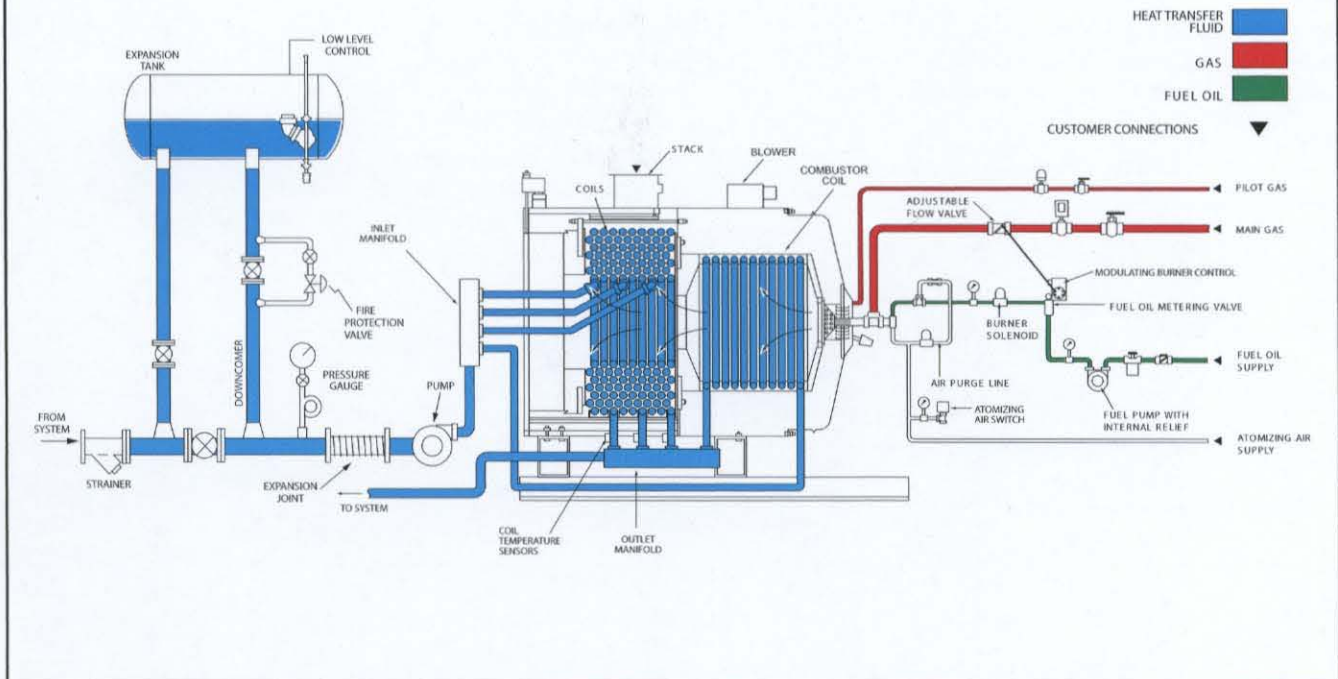 HEAT TRANSFER
FLUID
GAS
FUEL OIL
CUSTOMER CONNECTIONS
EXPANSION
TANK
LOW LEVEL
CONTROL
STACK
BLOWER
COILS
COMBUSTOR
COIL
PILOT GAS
ADJUSTABLE
FLOW VALVE
MAIN GAS
INLET
MANIFOLD
MODULATING BURNER CONTROL
FUEL OIL METERING VALVE
FIRE
PROTECTION
VALVE
BURNER
SOLENOID
FUEL OIL
SUPPLY
DOWNCOMER
PRESSURE
GAUGE
PUMP
AIR PURGE LINE
ATOMIZING
AIR SWITCH
FUEL PUMP WITH
INTERNAL RELIEF
FROM
SYSTEM
ATOMIZING AIR
SUPPLY
STRAINER
EXPANSION
JOINT
TO SYSTEM
COIL
TEMPERATURE
SENSORS
OUTLET
MANIFOLD